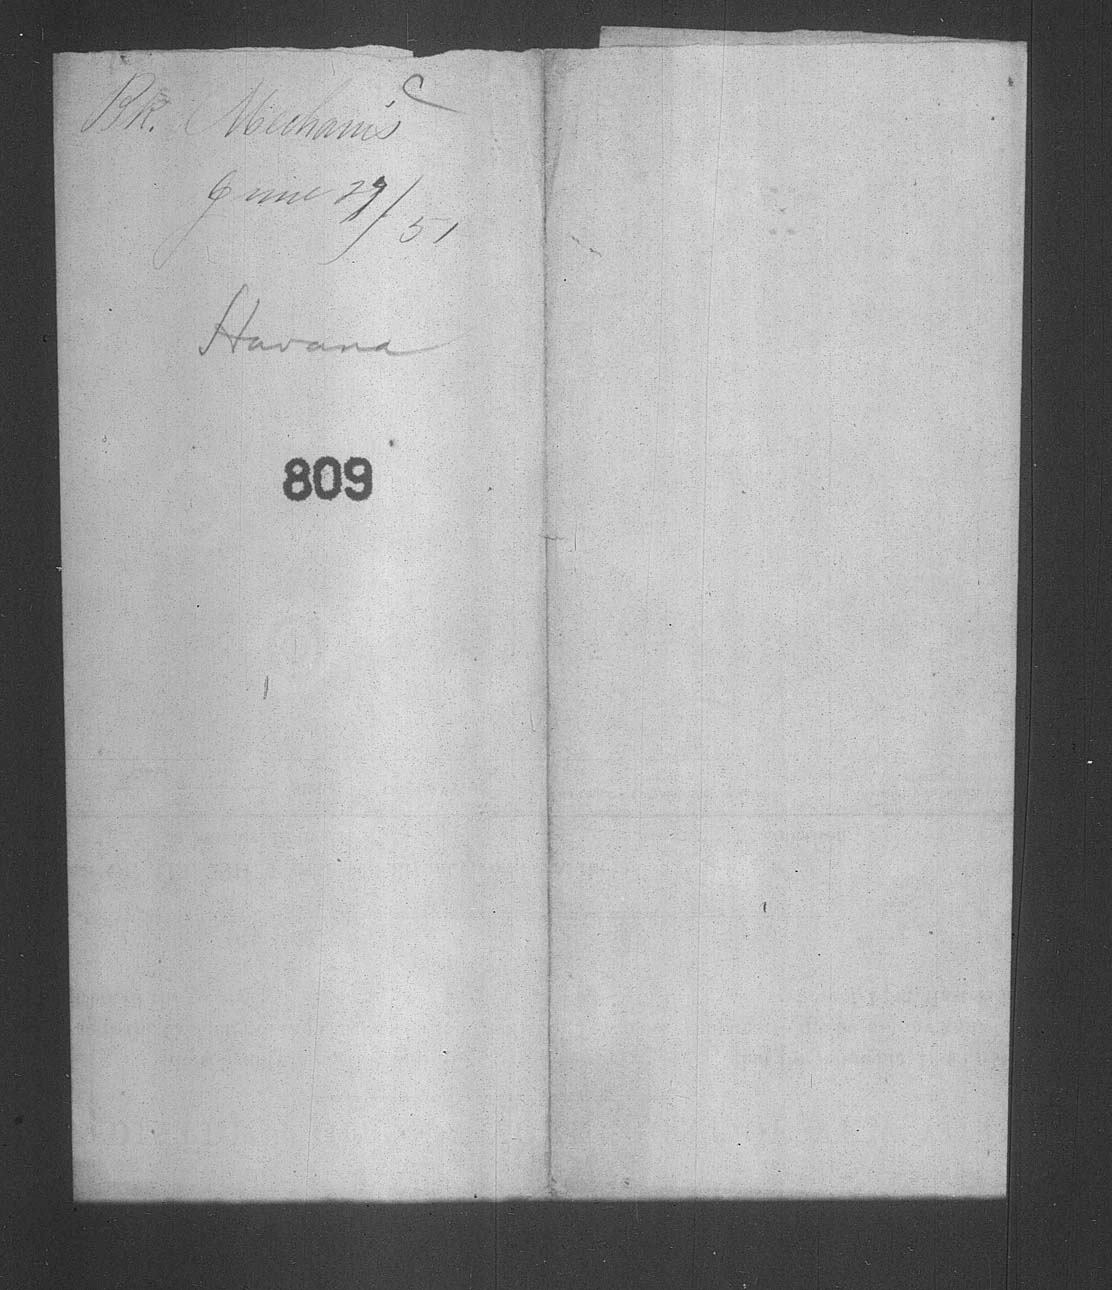 Bk. Mechanic
June 29/51
Havana
809